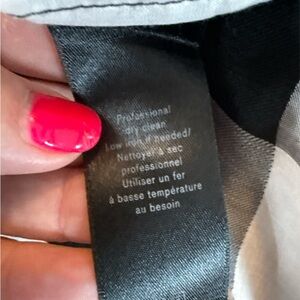 Professional
dry clean
Low iron if needed/
Nettoyer à sec
professionnel
Utiliser un fer
à basse température
au besoin